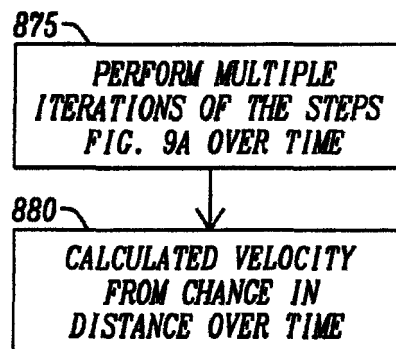 875
PERFORM MULTIPLE
ITERATIONS OF THE STEPS
FIG. 9A OVER TIME
880
CALCULATED VELOCITY
FROM CHANGE IN
DISTANCE OVER TIME